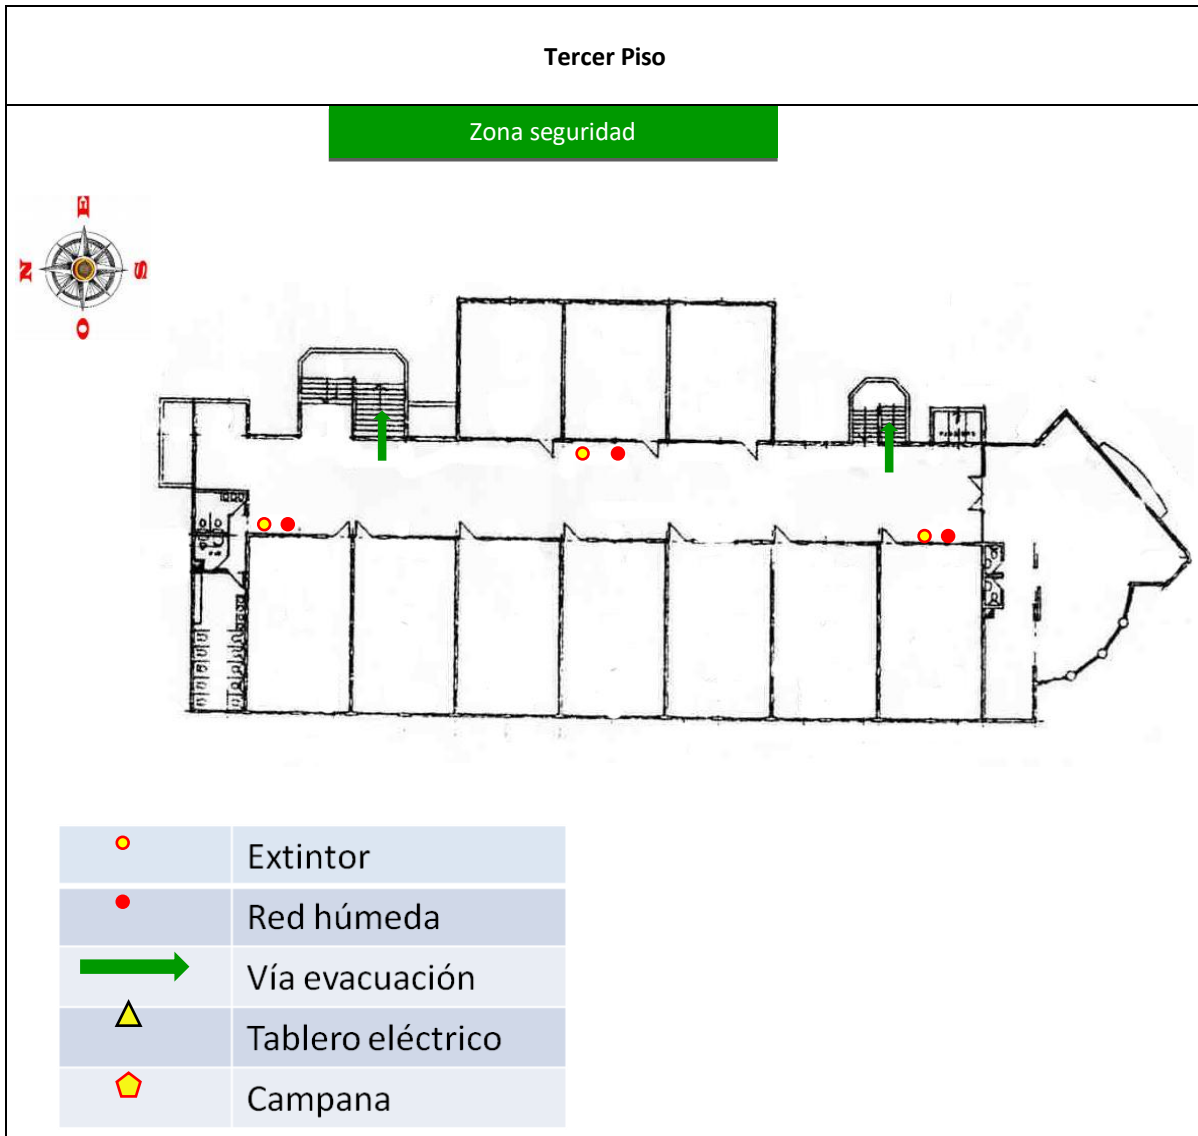 Tercer Piso
Zona seguridad
E
N S
O
Extintor
Red húmeda
Vía evacuación
Tablero eléctrico
Campana